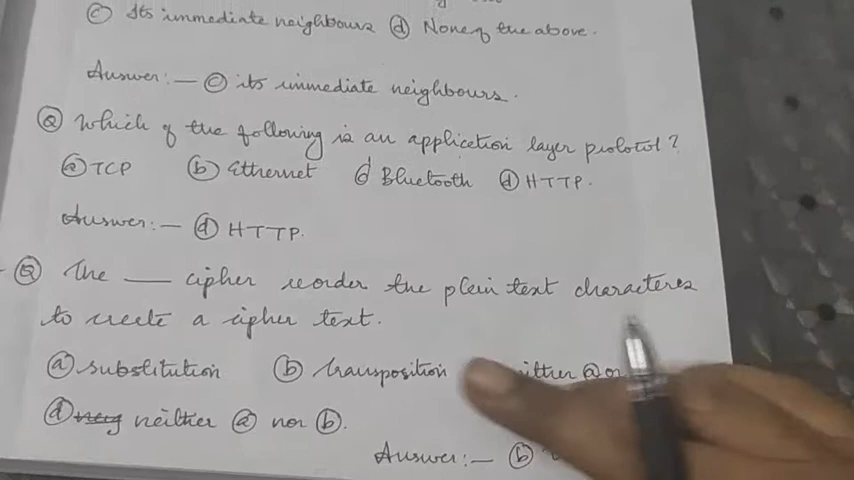 (c) Its immediate neighbours (d) None of the above.
Answer:— (c) its immediate neighbours.
(Q) Which of the following is an application layer protocol?
(a) TCP (b) Ethernet (c) Bluetooth (d) HTTP.
Answer:— (d) HTTP.
(Q) The ___ cipher reorder the plain text characteres
to create a cipher text.
(a) substitution (b) transposition (a) or
(d) neither (a) nor (b).
Answer:— (b)